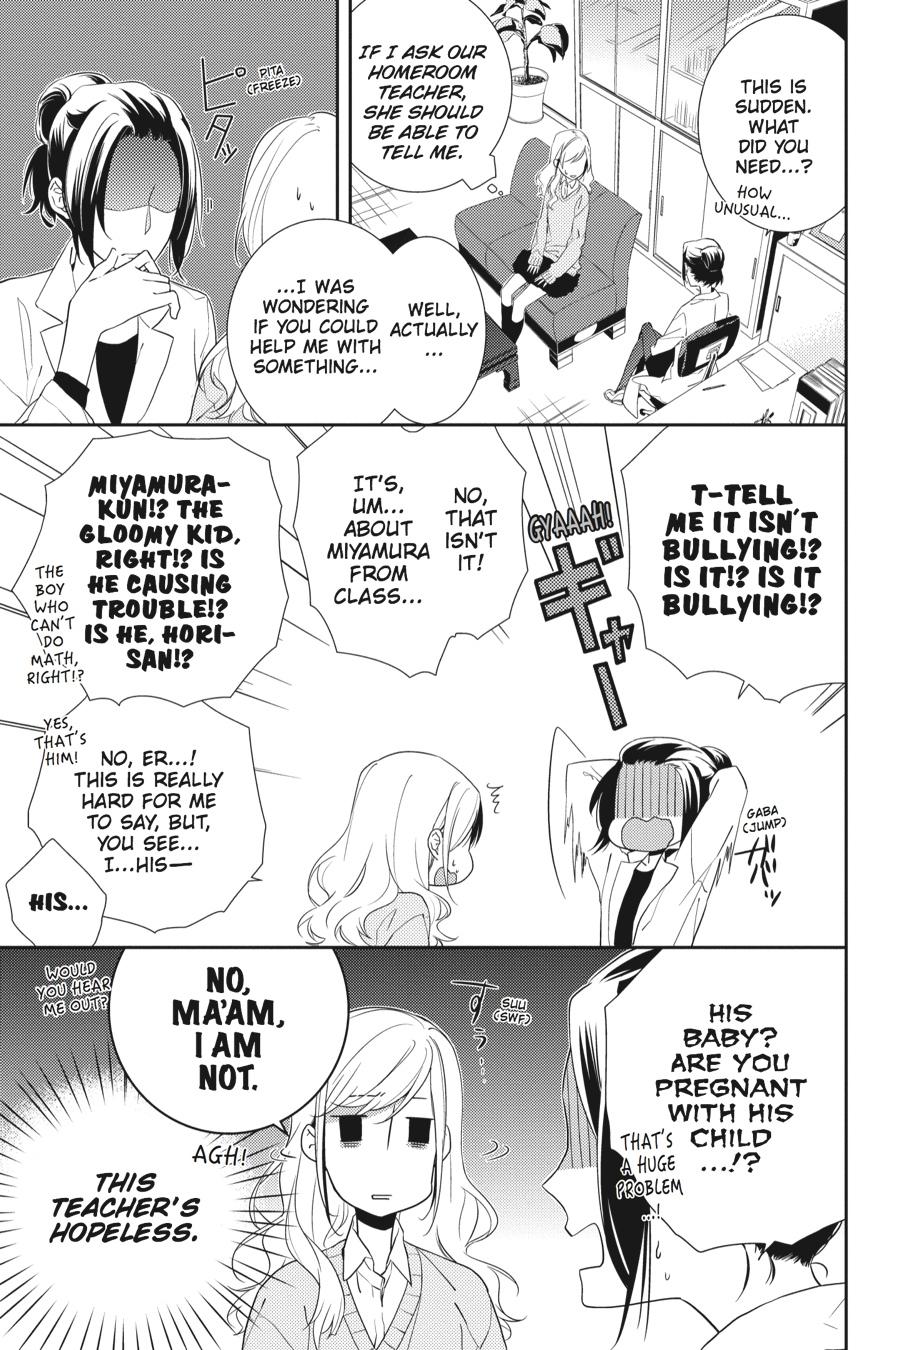 THIS IS
SUDDEN.
WHAT
DID YOU
NEED...?
HOW
UNUSUAL...
IF I ASK OUR
HOMEROOM
TEACHER,
SHE SHOULD
BE ABLE TO
TELL ME.
WELL,
ACTUALLY
...
...I WAS
WONDERING
IF YOU COULD
HELP ME WITH
SOMETHING...
ピタッ
PITA
(FREEZE)
T-TELL
ME IT ISN'T
BULLYING!?
IS IT!? IS IT
BULLYING!?
GYAAAH!
ギャー
GABA
(JUMP)
ガバッ
NO,
THAT
ISN'T
IT!
IT'S,
UM...
ABOUT
MIYAMURA
FROM
CLASS...
MIYAMURA-
KUN!? THE
GLOOMY KID,
RIGHT!? IS
HE CAUSING
TROUBLE!?
IS HE, HORI-
SAN!?
THE
BOY
WHO
CAN'T
DO
MATH,
RIGHT!?
YES,
THAT'S
HIM!
NO, ER...!
THIS IS REALLY
HARD FOR ME
TO SAY, BUT,
YOU SEE...
I...HIS—
HIS...
HIS
BABY?
ARE YOU
PREGNANT
WITH HIS
CHILD
...!?
THAT'S
A HUGE
PROBLEM
...!
すぅ…
SUU
(SWF)
NO,
MA'AM,
I AM
NOT.
WOULD
YOU HEAR
ME OUT?
AGH!
THIS
TEACHER'S
HOPELESS.